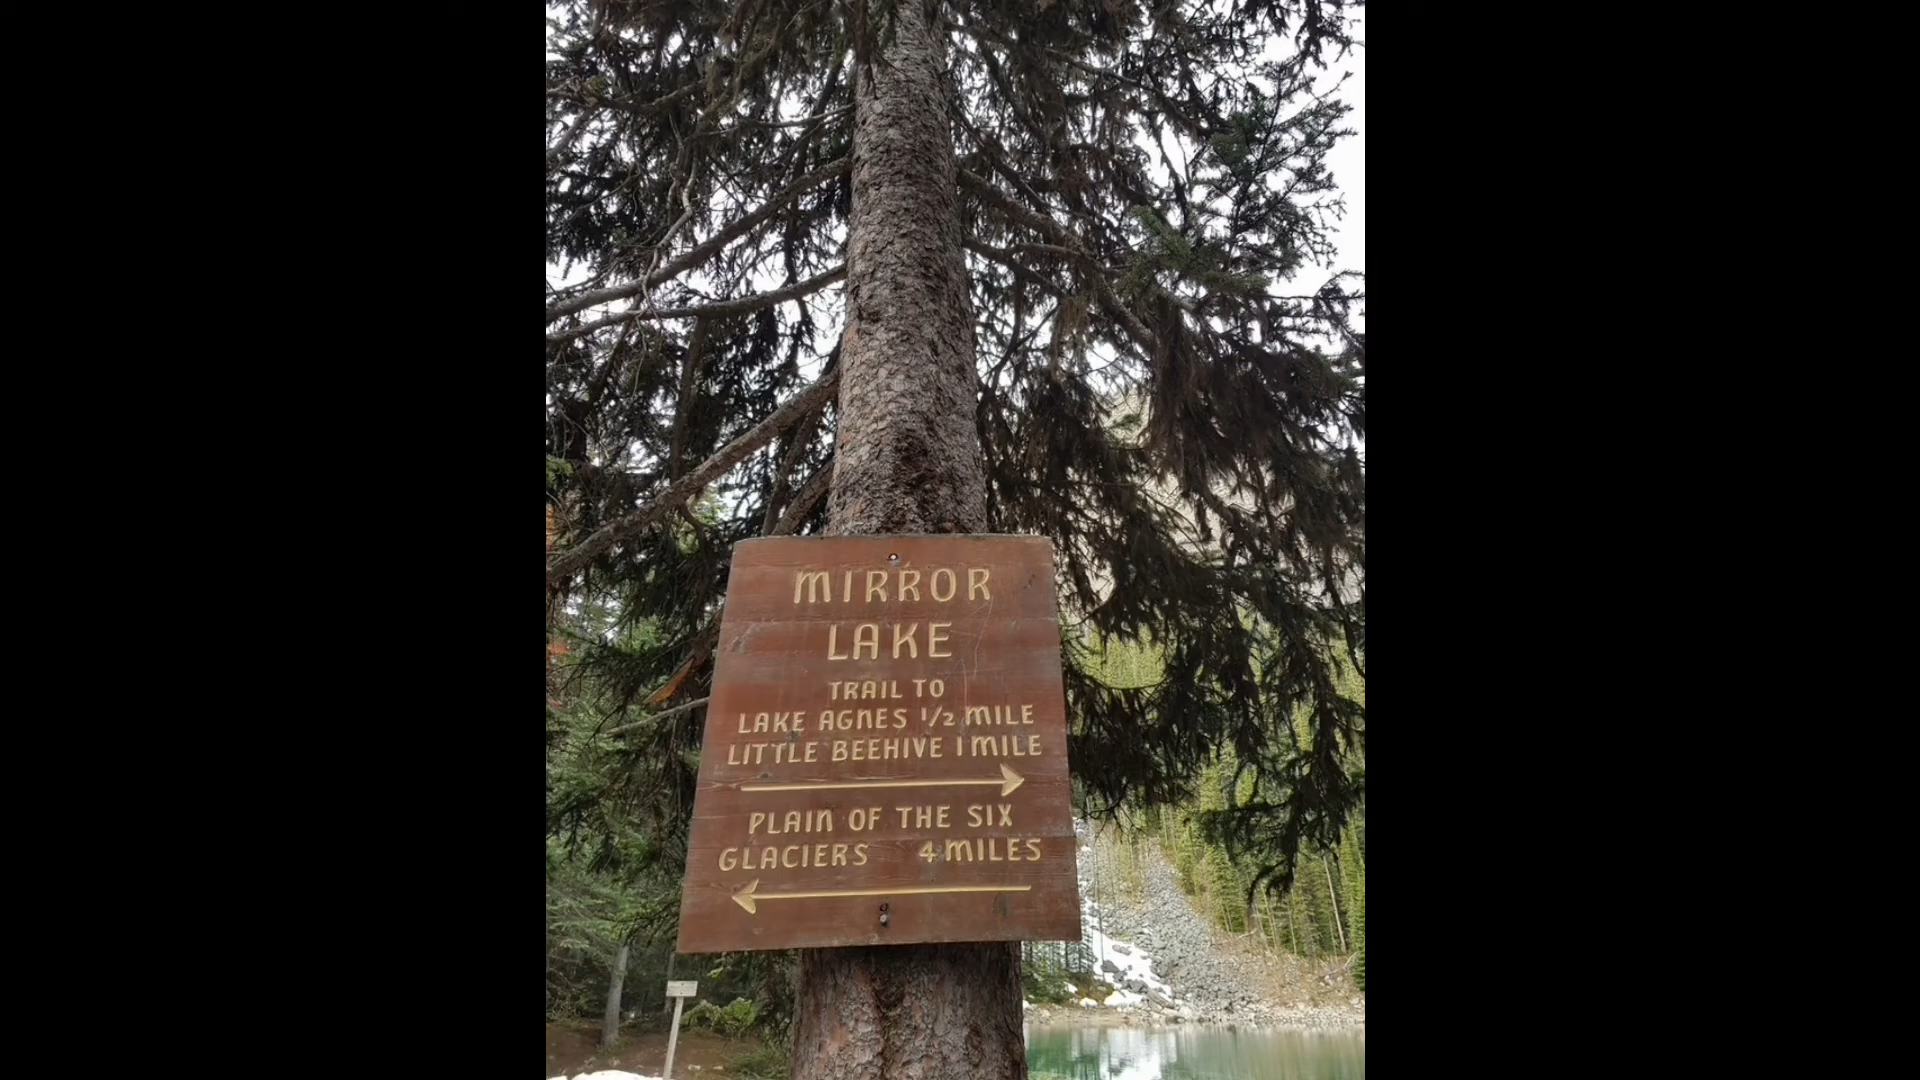 MIRROR
LAKE
TRAIL TO
LAKE AGNES 1/2 MILE
LITTLE BEEHIVE 1 MILE
PLAIN OF THE SIX
GLACIERS 4 MILES